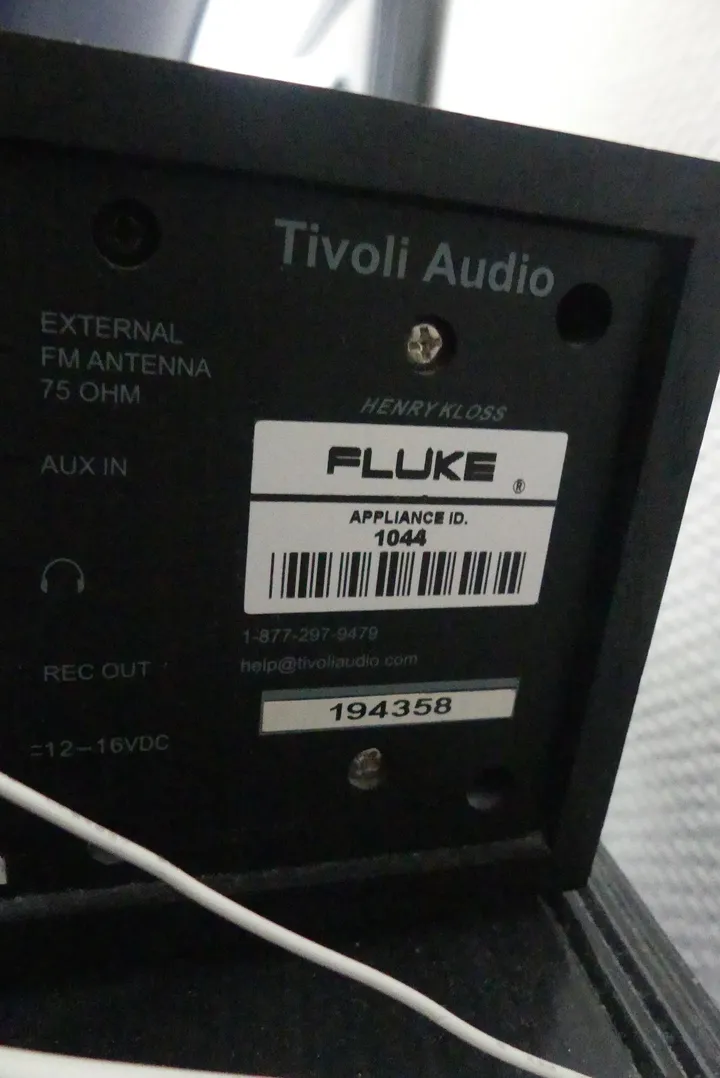 Tivoli Audio
EXTERNAL
FM ANTENNA
75 OHM
HENRY KLOSS
AUX IN
FLUKE ®
APPLIANCE ID.
1044
1-877-297-9479
help@tivoliaudio.com
REC OUT
194358
=12–16VDC